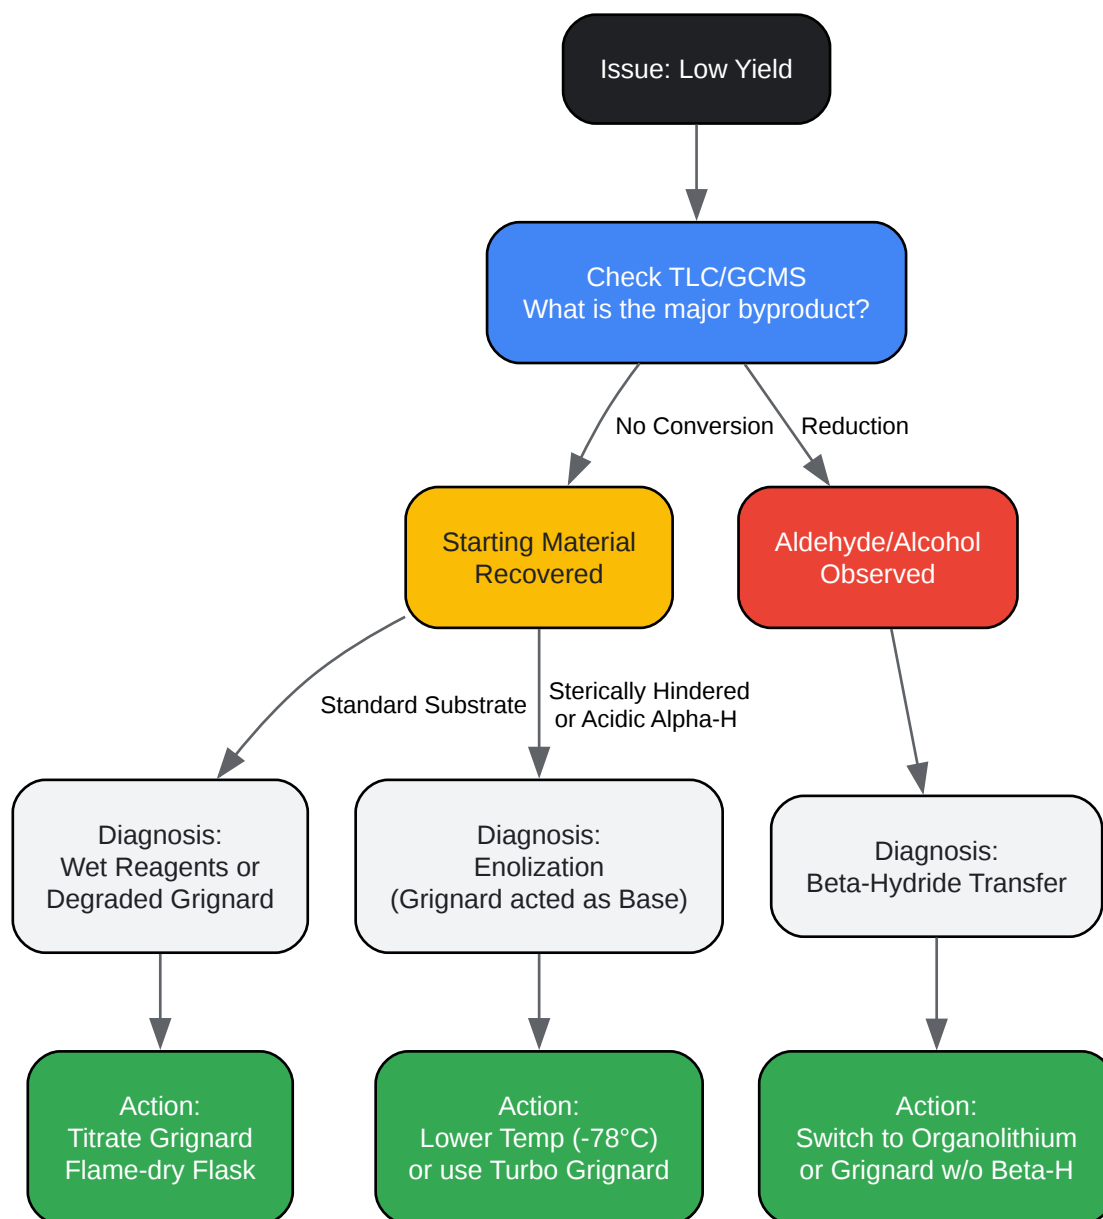 Issue: Low Yield
Check TLC/GCMS
What is the major byproduct?
No Conversion
Reduction
Starting Material
Recovered
Aldehyde/Alcohol
Observed
Standard Substrate
Sterically Hindered
or Acidic Alpha-H
Diagnosis:
Wet Reagents or
Degraded Grignard
Diagnosis:
Enolization
(Grignard acted as Base)
Diagnosis:
Beta-Hydride Transfer
Action:
Titrate Grignard
Flame-dry Flask
Action:
Lower Temp (-78°C)
or use Turbo Grignard
Action:
Switch to Organolithium
or Grignard w/o Beta-H